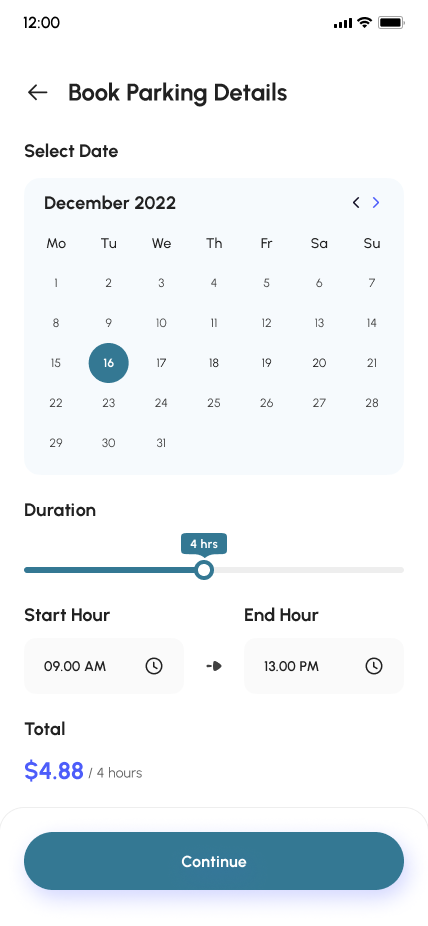 12:00
Book Parking Details
Select Date
December 2022
Mo Tu We Th Fr Sa Su
1 2 3 4 5 6 7
8 9 10 11 12 13 14
15 16 17 18 19 20 21
22 23 24 25 26 27 28
29 30 31
Duration
4 hrs
Start Hour End Hour
09.00 AM 13.00 PM
Total
$4.88 / 4 hours
Continue